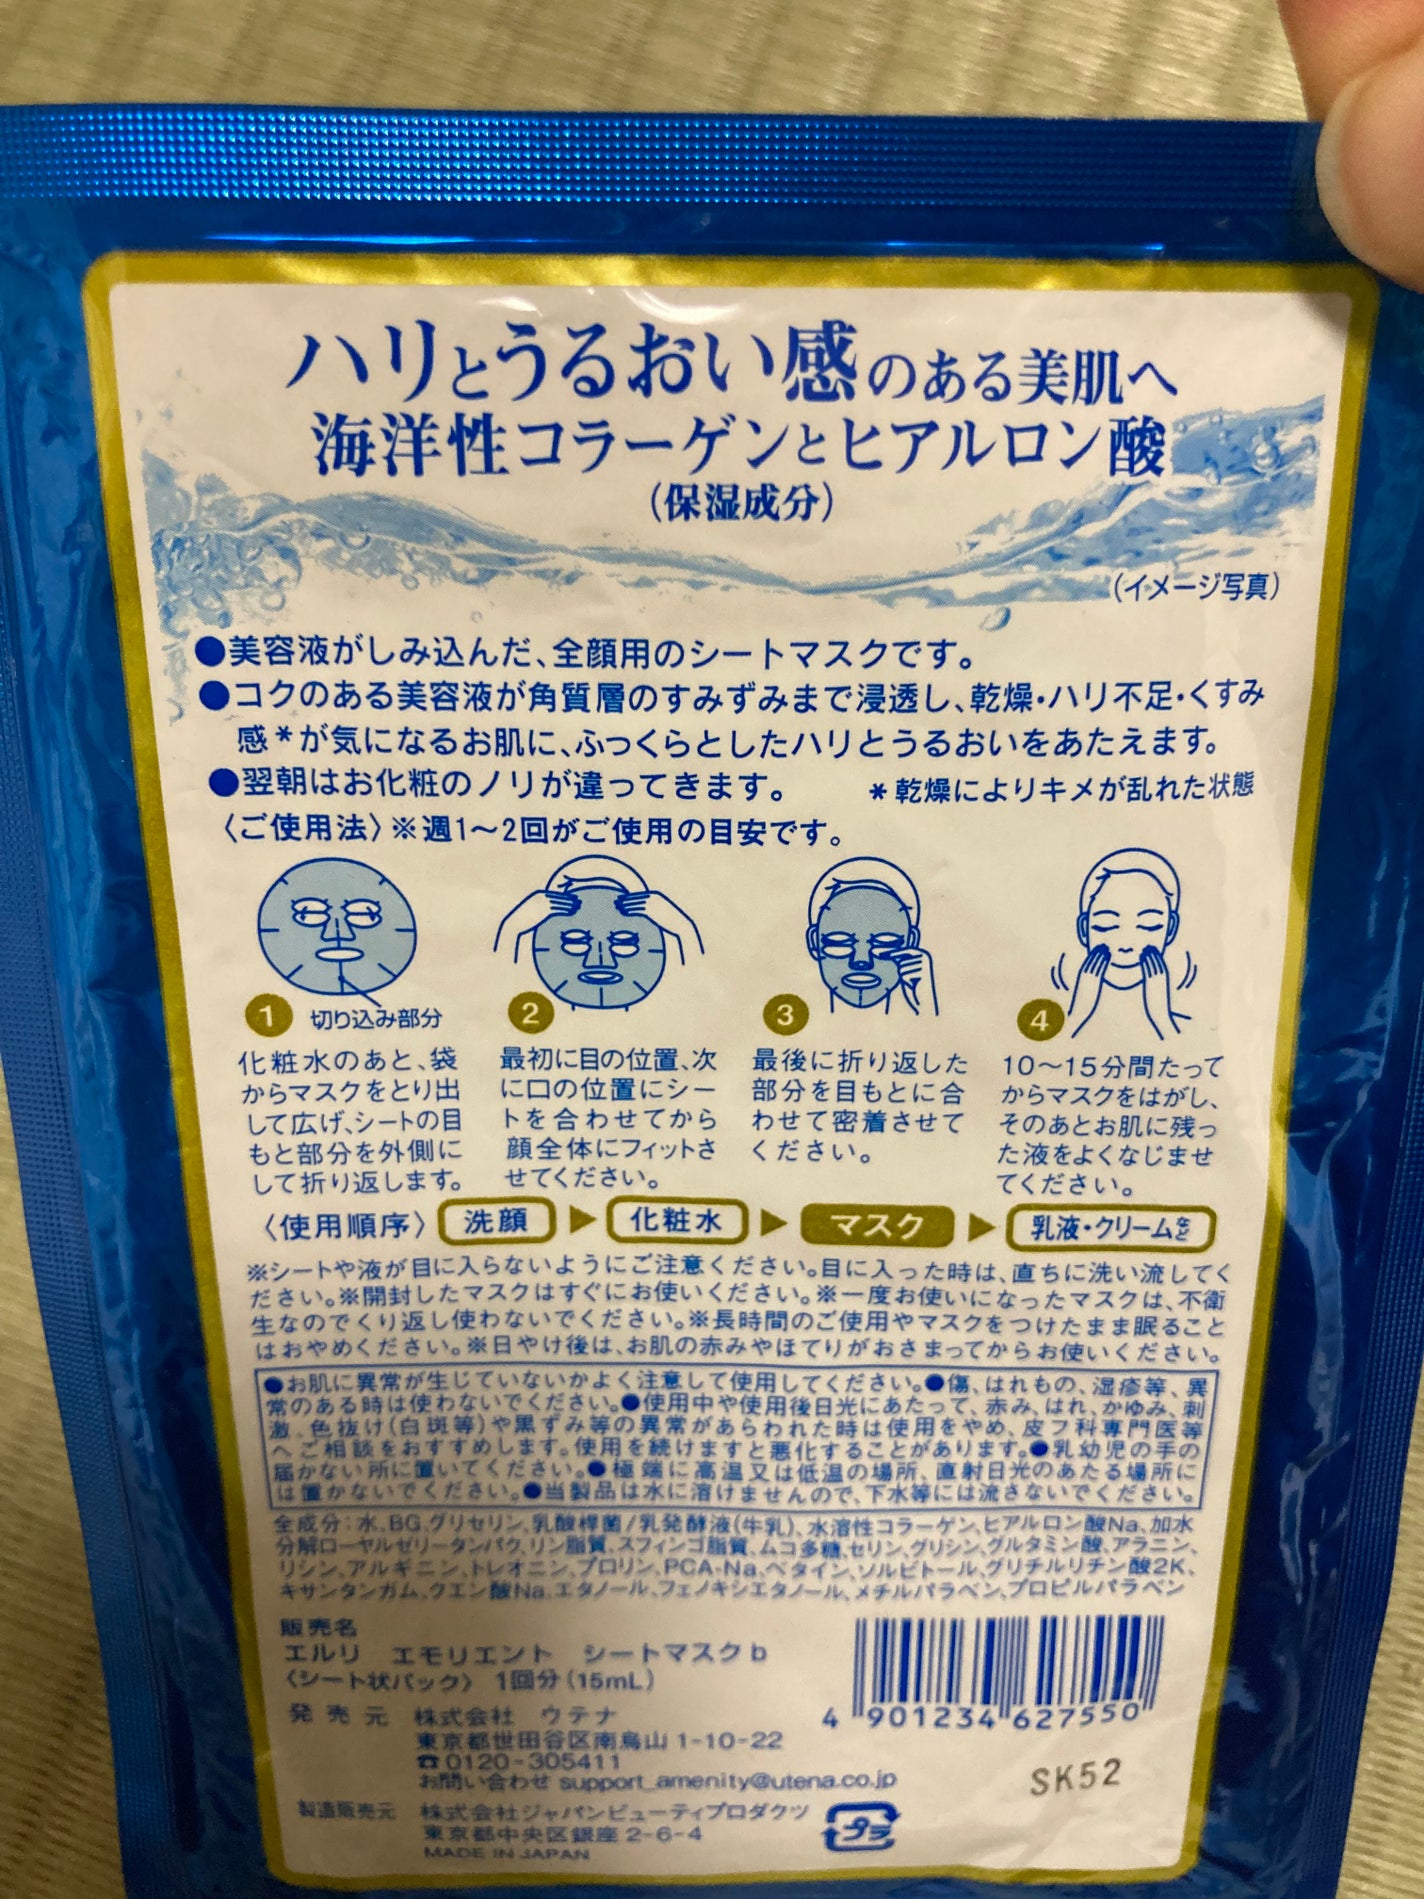 ハリとうるおい感のある美肌へ
海洋性コラーゲンとヒアルロン酸
(保湿成分)
(イメージ写真)
●美容液がしみ込んだ、全顔用のシートマスクです。
●コクのある美容液が角質層のすみずみまで浸透し、乾燥・ハリ不足・くすみ
感*が気になるお肌に、ふっくらとしたハリとうるおいをあたえます。
●翌朝はお化粧のノリが違ってきます。 *乾燥によりキメが乱れた状態
〈ご使用法〉※週1〜2回がご使用の目安です。
1 切り込み部分
化粧水のあと、袋
からマスクをとり出
して広げ、シートの目
もと部分を外側に
して折り返します。
2
最初に目の位置、次
に口の位置にシー
トを合わせてから
顔全体にフィットさ
せてください。
3
最後に折り返した
部分を目もとに合
わせて密着させて
ください。
4
10〜15分間たって
からマスクをはがし、
そのあとお肌に残っ
た液をよくなじませ
てください。
〈使用順序〉 洗顔 ▶ 化粧水 ▶ マスク ▶ 乳液・クリームなど
※シートや液が目に入らないようにご注意ください。目に入った時は、直ちに洗い流してく
ださい。※開封したマスクはすぐにお使いください。※一度お使いになったマスクは、不衛
生なのでくり返し使わないでください。※長時間のご使用やマスクをつけたまま眠ること
はおやめください。※日やけ後は、お肌の赤みやほてりがおさまってからお使いください。
●お肌に異常が生じていないかよく注意して使用してください。●傷、はれもの、湿疹等、異
常のある時は使わないでください。●使用中や使用後日光にあたって、赤み、はれ、かゆみ、刺
激、色抜け(白斑等)や黒ずみ等の異常があらわれた時は使用をやめ、皮フ科専門医等
へご相談をおすすめします。使用を続けますと悪化することがあります。●乳幼児の手の
届かない所に置いてください。●極端に高温又は低温の場所、直射日光のあたる場所に
は置かないでください。●当製品は水に溶けませんので、下水等には流さないでください。
全成分：水、BG、グリセリン、乳酸桿菌/乳発酵液(牛乳)、水溶性コラーゲン、ヒアルロン酸Na、加水
分解ローヤルゼリータンパク、リン脂質、スフィンゴ脂質、ムコ多糖、セリン、グリシン、グルタミン酸、アラニン、
リシン、アルギニン、トレオニン、プロリン、PCA-Na、ベタイン、ソルビトール、グリチルリチン酸2K、
キサンタンガム、クエン酸Na、エタノール、フェノキシエタノール、メチルパラベン、プロピルパラベン
販売名
エルリ エモリエント シートマスクb
〈シート状パック〉 1回分(15mL)
発売元 株式会社 ウテナ
東京都世田谷区南烏山1-10-22
☎0120-305411
お問い合わせ support_amenity@utena.co.jp
製造販売元 株式会社ジャパンビューティプロダクツ
東京都中央区銀座2-6-4
MADE IN JAPAN
4 901234 627550
SK52
プラ